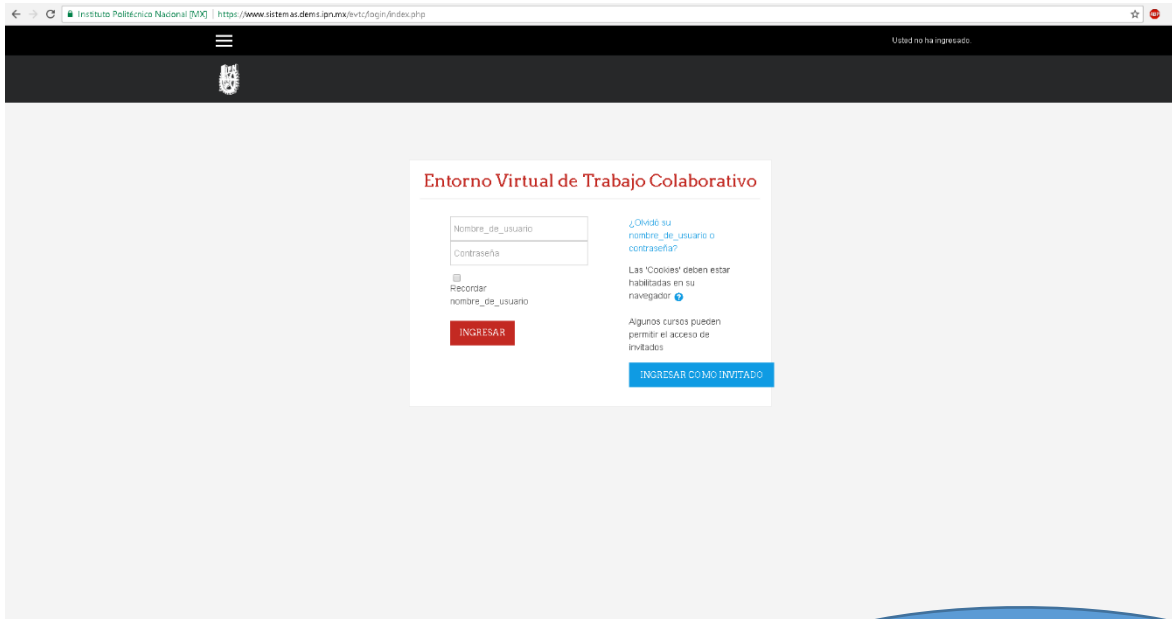 Instituto Politécnico Nacional [MX] | https://www.sistemas.dems.ipn.mx/evtc/login/index.php
Usted no ha ingresado.
Entorno Virtual de Trabajo Colaborativo
Nombre_de_usuario
Contraseña
Recordar
nombre_de_usuario
INGRESAR
¿Olvidó su
nombre_de_usuario o
contraseña?
Las 'Cookies' deben estar
habilitadas en su
navegador
Algunos cursos pueden
permitir el acceso de
invitados
INGRESAR COMO INVITADO